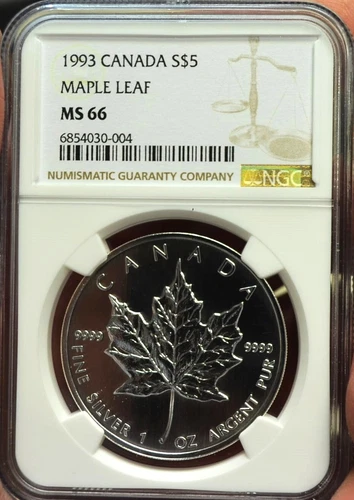 1993 CANADA S$5
MAPLE LEAF
MS 66
6854030-004
NUMISMATIC GUARANTY COMPANY
NGC
CANADA
9999 9999
FINE SILVER 1 OZ ARGENT PUR